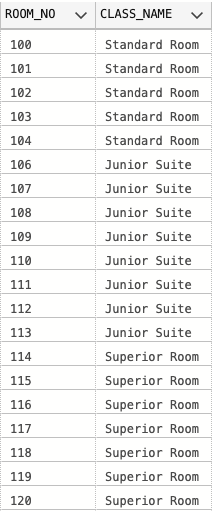 ROOM_NO CLASS_NAME
100 Standard Room
101 Standard Room
102 Standard Room
103 Standard Room
104 Standard Room
106 Junior Suite
107 Junior Suite
108 Junior Suite
109 Junior Suite
110 Junior Suite
111 Junior Suite
112 Junior Suite
113 Junior Suite
114 Superior Room
115 Superior Room
116 Superior Room
117 Superior Room
118 Superior Room
119 Superior Room
120 Superior Room